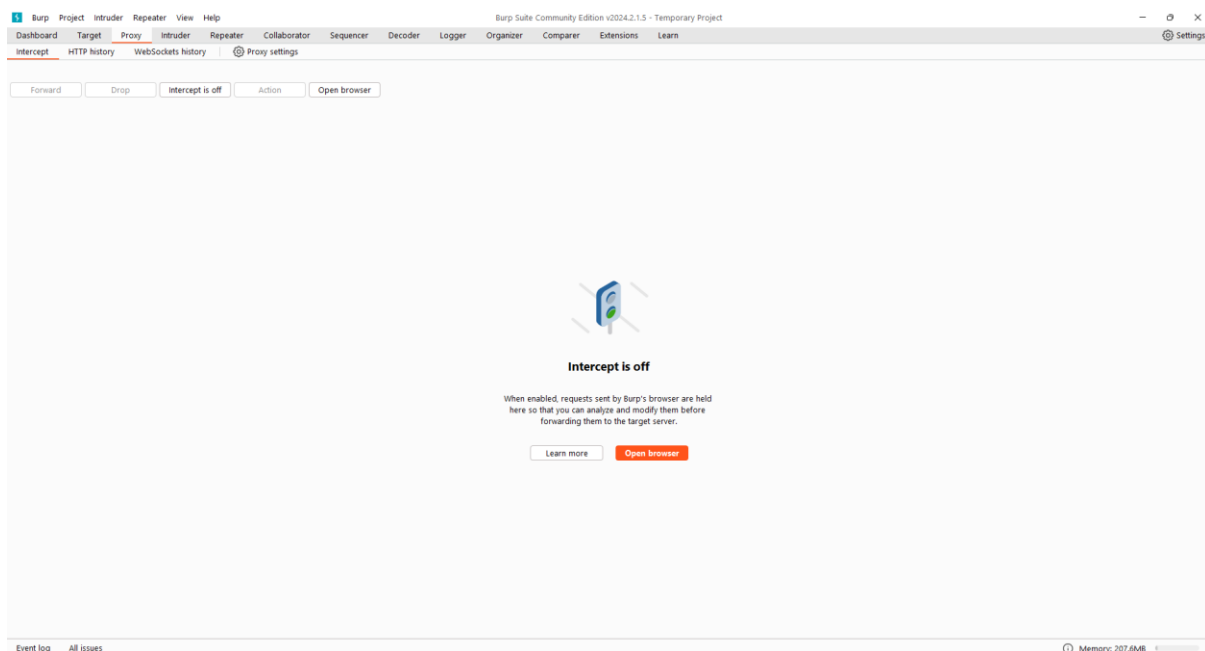 Burp Project Intruder Repeater View Help Burp Suite Community Edition v2024.2.1.5 - Temporary Project
Dashboard Target Proxy Intruder Repeater Collaborator Sequencer Decoder Logger Organizer Comparer Extensions Learn Settings
Intercept HTTP history WebSockets history Proxy settings
Forward Drop Intercept is off Action Open browser
Intercept is off
When enabled, requests sent by Burp's browser are held
here so that you can analyze and modify them before
forwarding them to the target server.
Learn more Open browser
Event log All issues Memory: 207.6MB